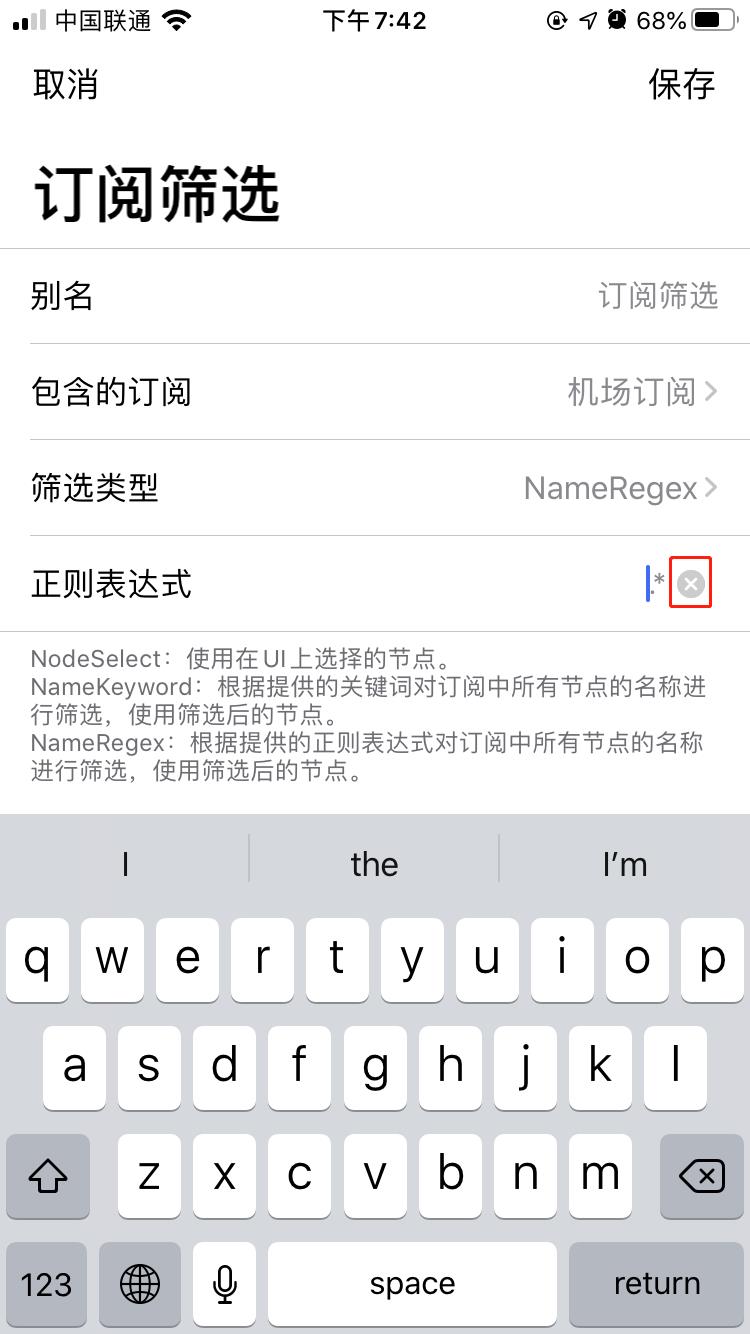 中国联通 下午7:42 68%
取消 保存
订阅筛选
别名 订阅筛选
包含的订阅 机场订阅
筛选类型 NameRegex
正则表达式 .*
NodeSelect：使用在UI上选择的节点。
NameKeyword：根据提供的关键词对订阅中所有节点的名称进
行筛选，使用筛选后的节点。
NameRegex：根据提供的正则表达式对订阅中所有节点的名称
进行筛选，使用筛选后的节点。
I the I’m
q w e r t y u i o p
a s d f g h j k l
z x c v b n m
123 space return